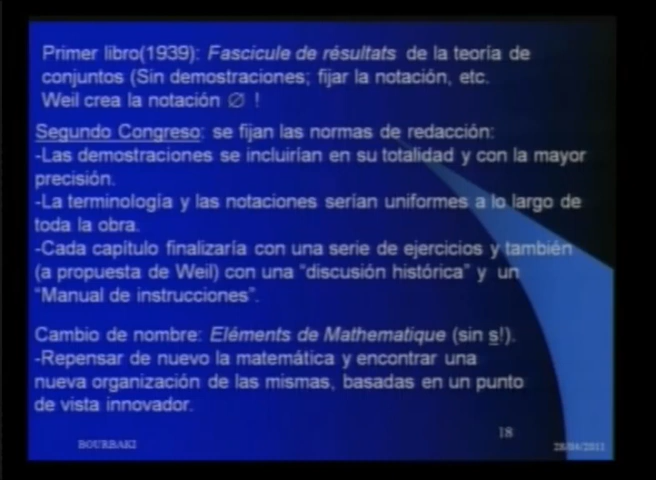 Primer libro(1939): Fascicule de résultats de la teoría de
conjuntos (Sin demostraciones; fijar la notación, etc.
Weil crea la notación ∅ !
Segundo Congreso: se fijan las normas de redacción:
-Las demostraciones se incluirían en su totalidad y con la mayor
precisión.
-La terminología y las notaciones serían uniformes a lo largo de
toda la obra.
-Cada capítulo finalizaría con una serie de ejercicios y también
(a propuesta de Weil) con una "discusión histórica" y un
"Manual de instrucciones".
Cambio de nombre: Eléments de Mathematique (sin s!).
-Repensar de nuevo la matemática y encontrar una
nueva organización de las mismas, basadas en un punto
de vista innovador.
BOURBAKI
18
28/04/2011